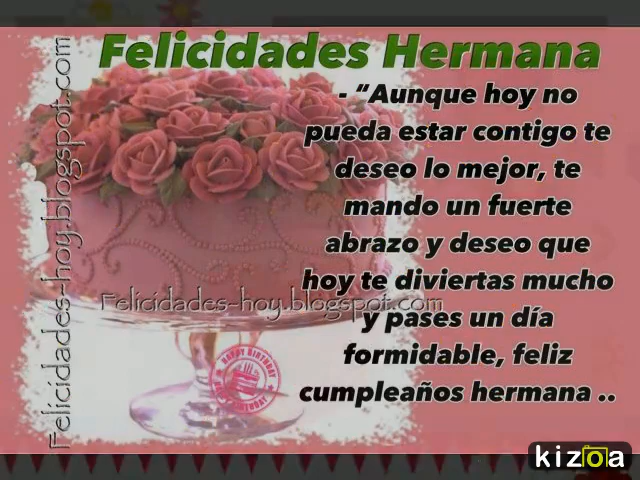 Felicidades Hermana
- “Aunque hoy no
pueda estar contigo te
deseo lo mejor, te
mando un fuerte
abrazo y deseo que
hoy te diviertas mucho
y pases un día
formidable, feliz
cumpleaños hermana ..
Felicidades-hoy.blogspot.com
Felicidades-hoy.blogspot.com
HAPPY BIRTHDAY
kizoa